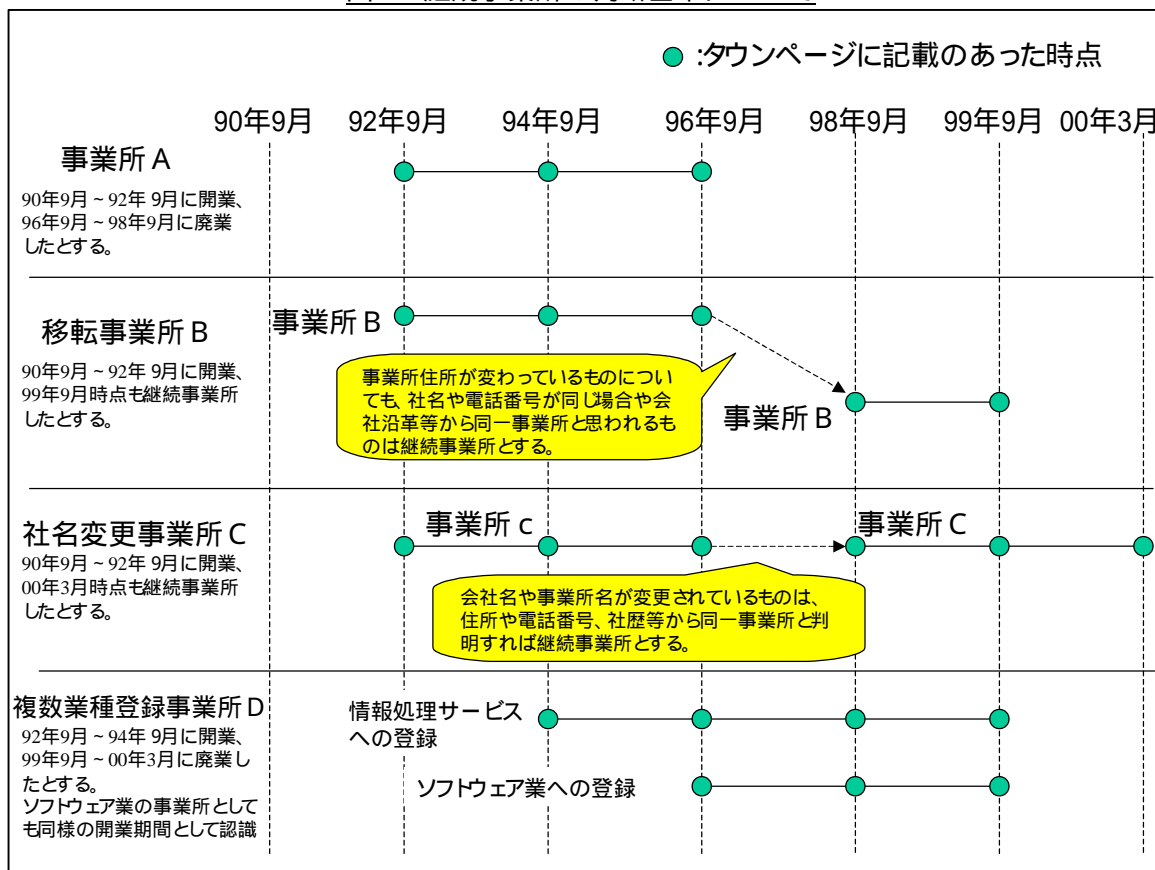 :タウンページに記載のあった時点
90年9月 92年9月 94年9月 96年9月 98年9月 99年9月 00年3月
事業所A
90年9月~92年9月に開業、
96年9月~98年9月に廃業
したとする。
移転事業所B
90年9月~92年9月に開業、
99年9月時点も継続事業所
したとする。
事業所B
事業所住所が変わっているものについ
ても、社名や電話番号が同じ場合や会
社沿革等から同一事業所と思われるも
のは継続事業所とする。
事業所B
社名変更事業所C
90年9月~92年9月に開業、
00年3月時点も継続事業所
したとする。
事業所c
事業所C
会社名や事業所名が変更されているものは、
住所や電話番号、社歴等から同一事業所と判
明すれば継続事業所とする。
複数業種登録事業所D
92年9月~94年9月に開業、
99年9月~00年3月に廃業し
たとする。
ソフトウェア業の事業所として
も同様の開業期間として認識
情報処理サービス
への登録
ソフトウェア業への登録